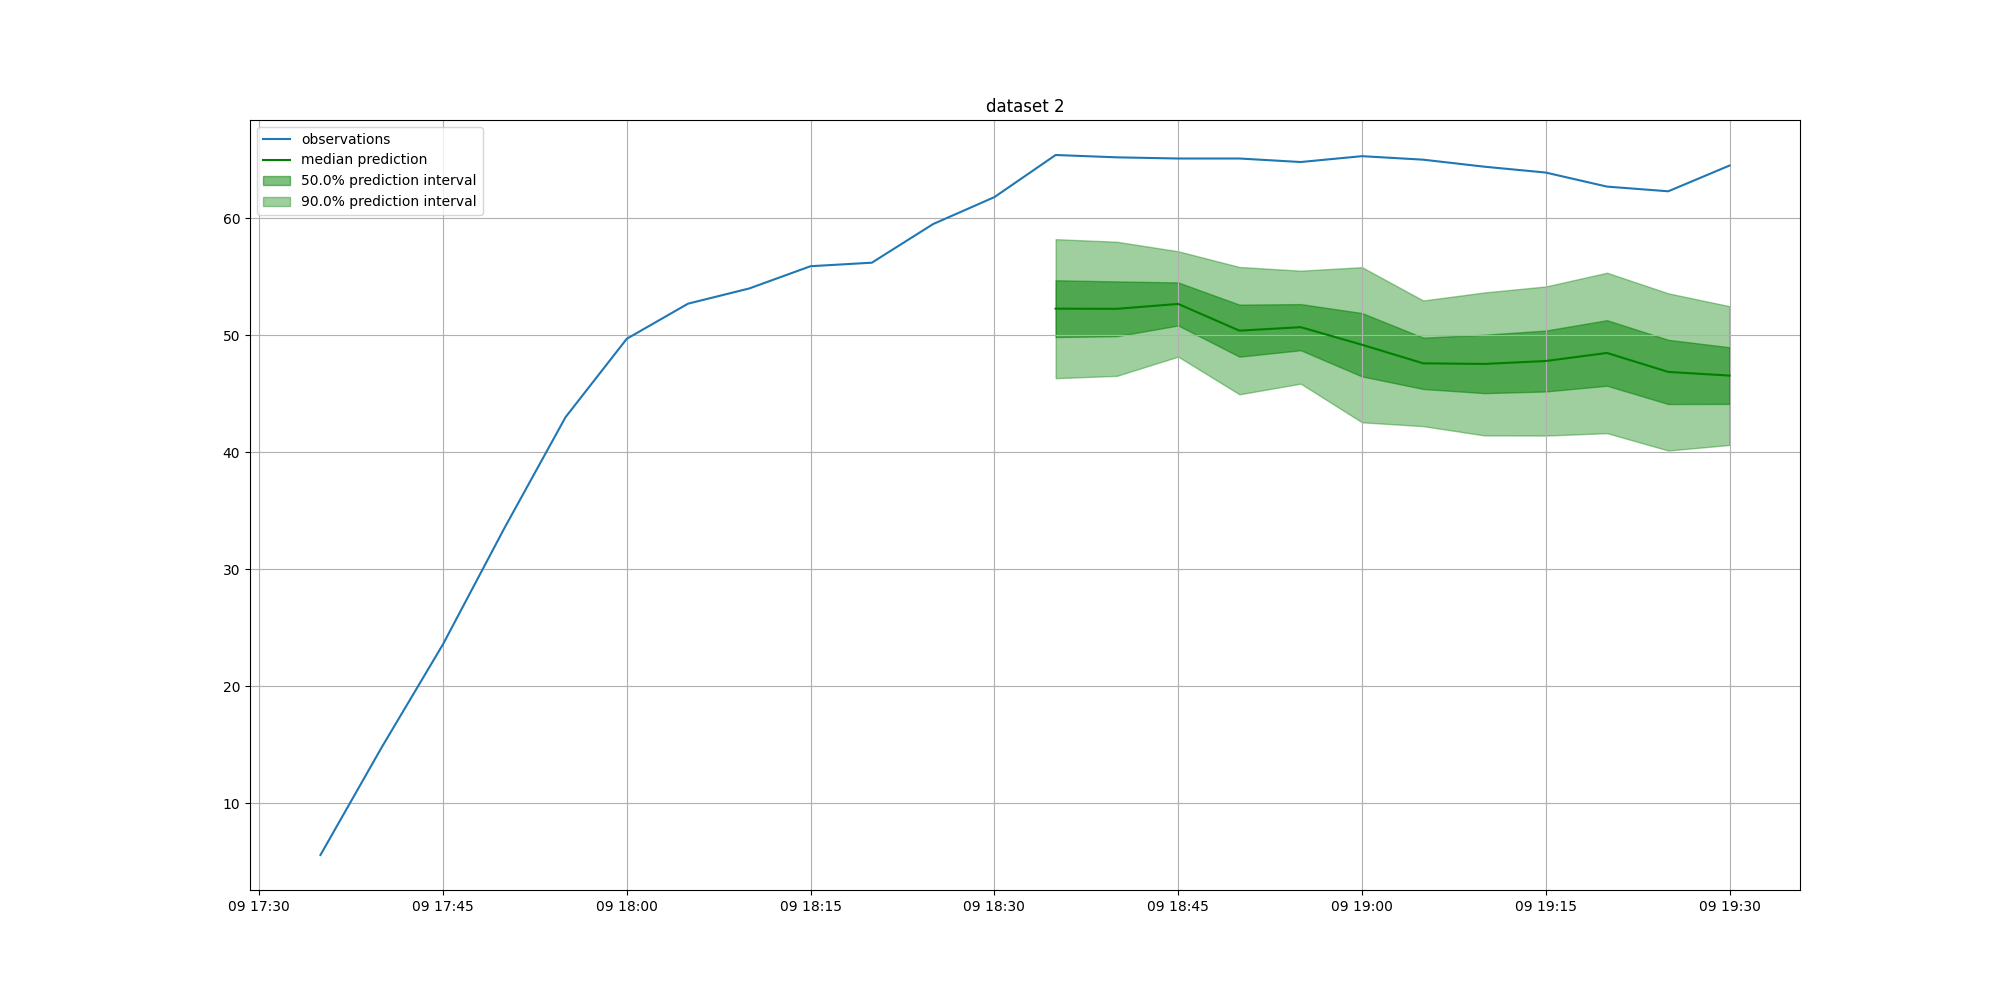 dataset 2
observations
median prediction
50.0% prediction interval
90.0% prediction interval
60
50
40
30
20
10
09 17:30 09 17:45 09 18:00 09 18:15 09 18:30 09 18:45 09 19:00 09 19:15 09 19:30